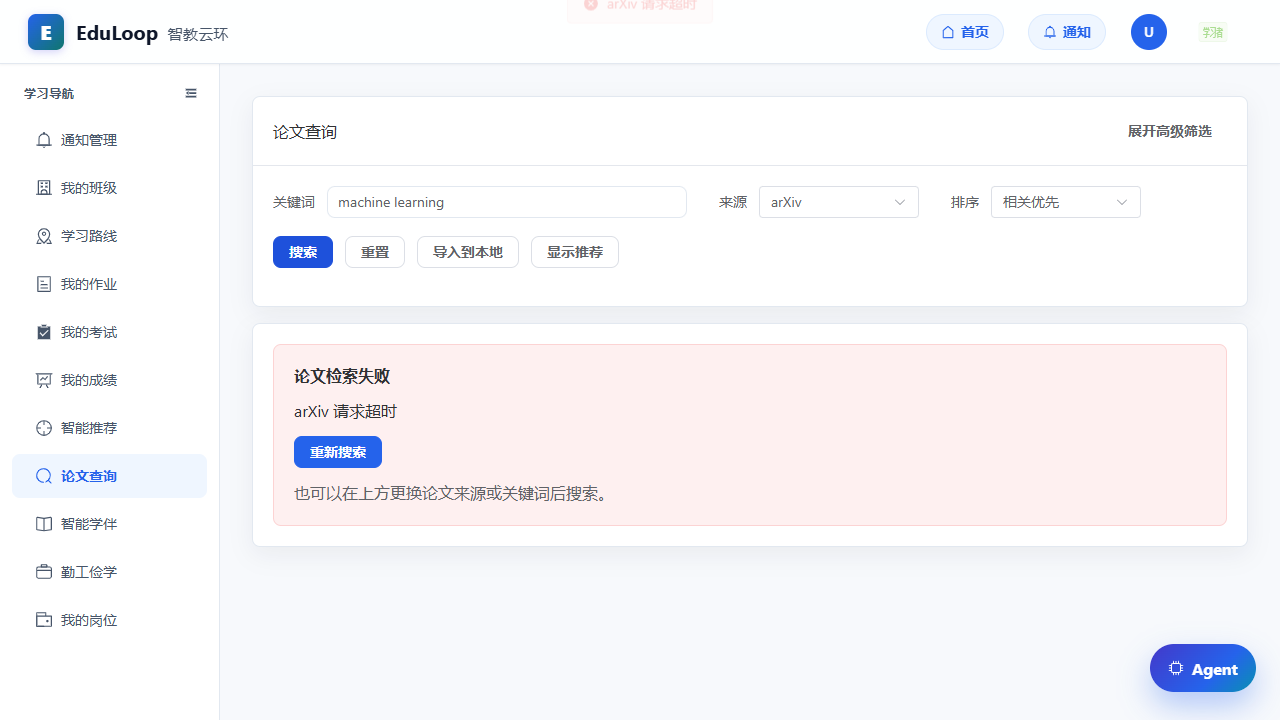 arXiv 请求超时
E EduLoop 智教云环
首页
通知
U
学习导航
通知管理
我的班级
学习路线
我的作业
我的考试
我的成绩
智能推荐
论文查询
智能学伴
勤工俭学
我的岗位
论文查询
展开高级筛选
关键词 machine learning 来源 arXiv 排序 相关优先
搜索 重置 导入到本地 显示推荐
论文检索失败
arXiv 请求超时
重新搜索
也可以在上方更换论文来源或关键词后搜索。
Agent